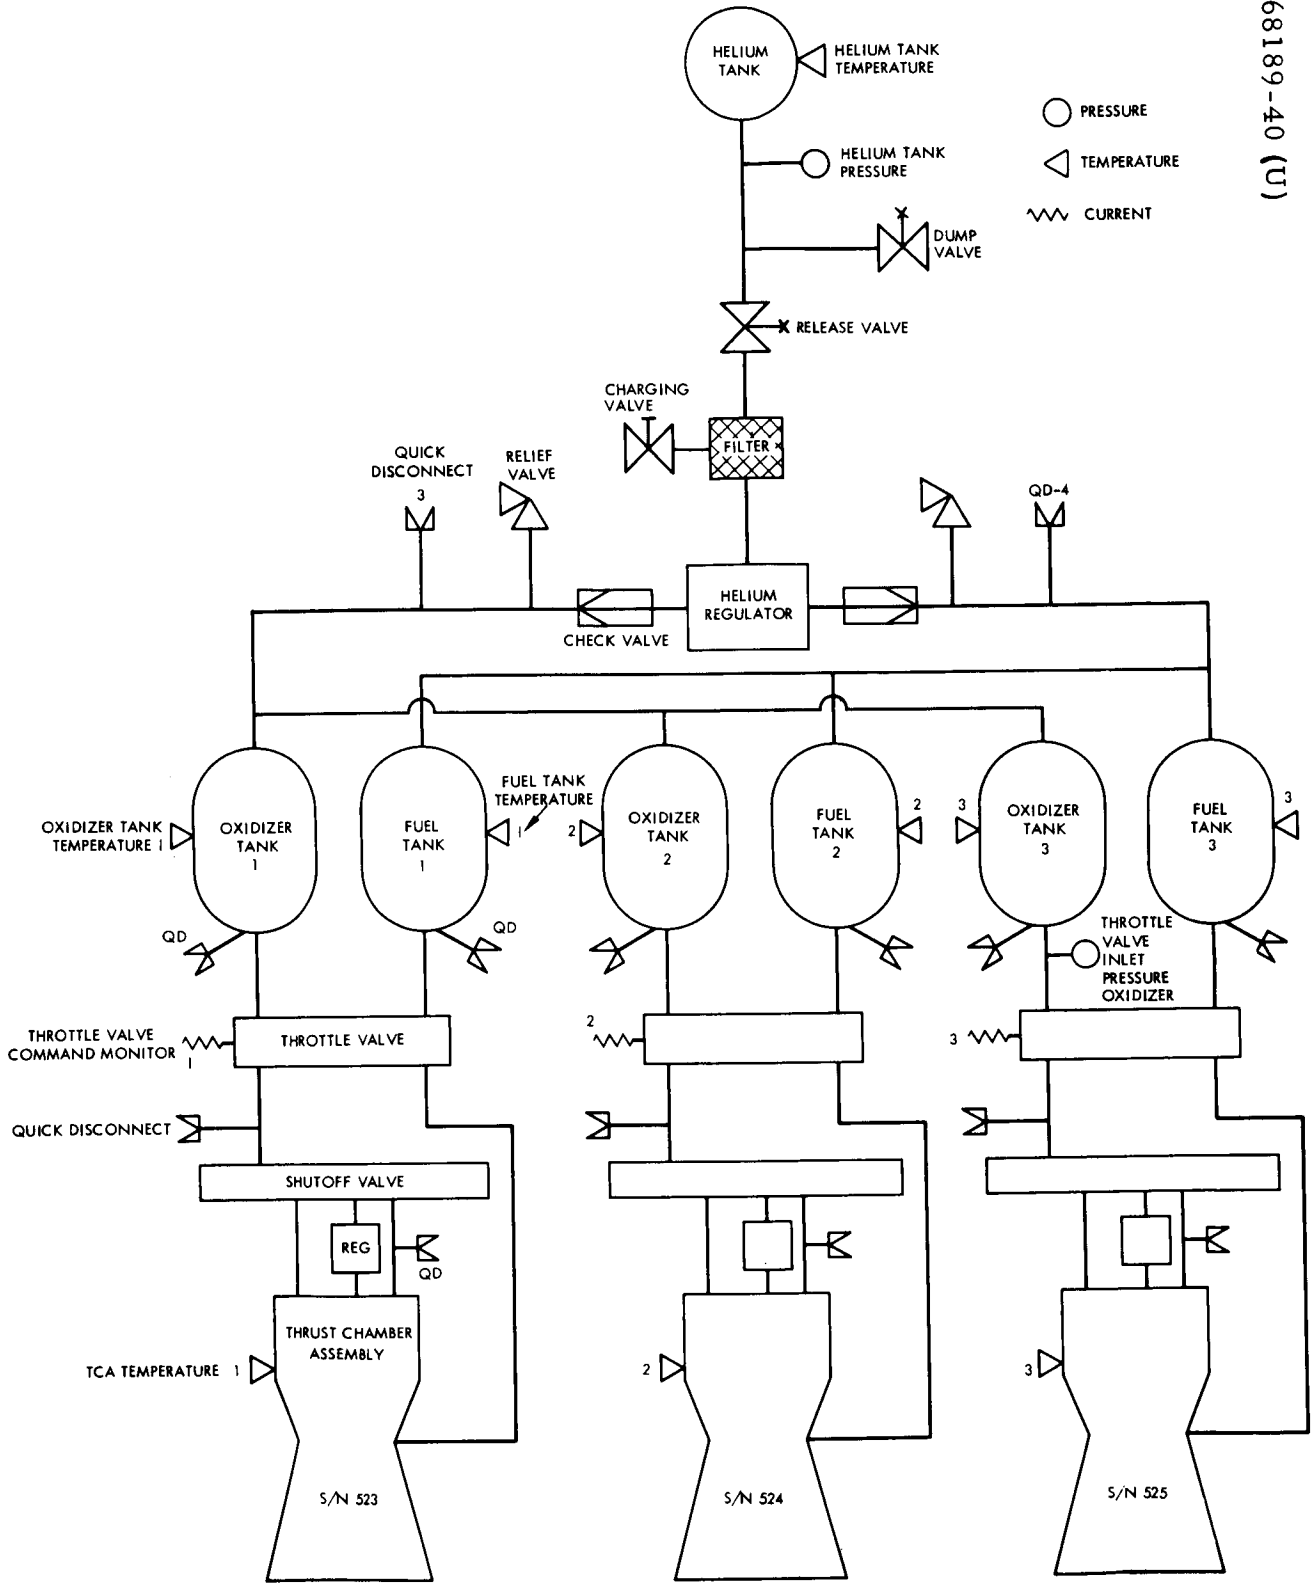 68189-40 (U)
HELIUM
TANK
HELIUM TANK
TEMPERATURE
PRESSURE
TEMPERATURE
CURRENT
HELIUM TANK
PRESSURE
DUMP
VALVE
RELEASE VALVE
CHARGING
VALVE
FILTER
QUICK
DISCONNECT
3
RELIEF
VALVE
QD-4
HELIUM
REGULATOR
CHECK VALVE
OXIDIZER TANK
TEMPERATURE 1
OXIDIZER
TANK
1
FUEL
TANK
1
FUEL TANK
TEMPERATURE
1
2
OXIDIZER
TANK
2
FUEL
TANK
2
2
3
OXIDIZER
TANK
3
FUEL
TANK
3
3
QD
QD
THROTTLE
VALVE
INLET
PRESSURE
OXIDIZER
THROTTLE VALVE
COMMAND MONITOR
1
THROTTLE VALVE
2
3
QUICK DISCONNECT
SHUTOFF VALVE
REG
QD
THRUST CHAMBER
ASSEMBLY
TCA TEMPERATURE 1
2
3
S/N 523
S/N 524
S/N 525